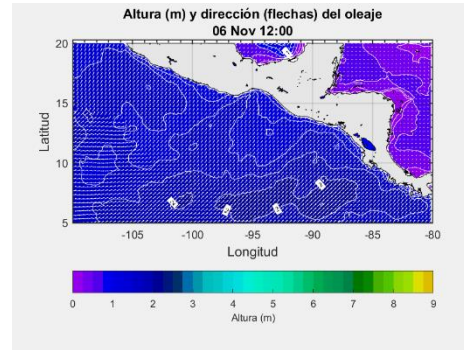 Altura (m) y dirección (flechas) del oleaje
06 Nov 12:00
20
15
10
5
Latitud
-105 -100 -95 -90 -85 -80
Longitud
0 1 2 3 4 5 6 7 8 9
Altura (m)